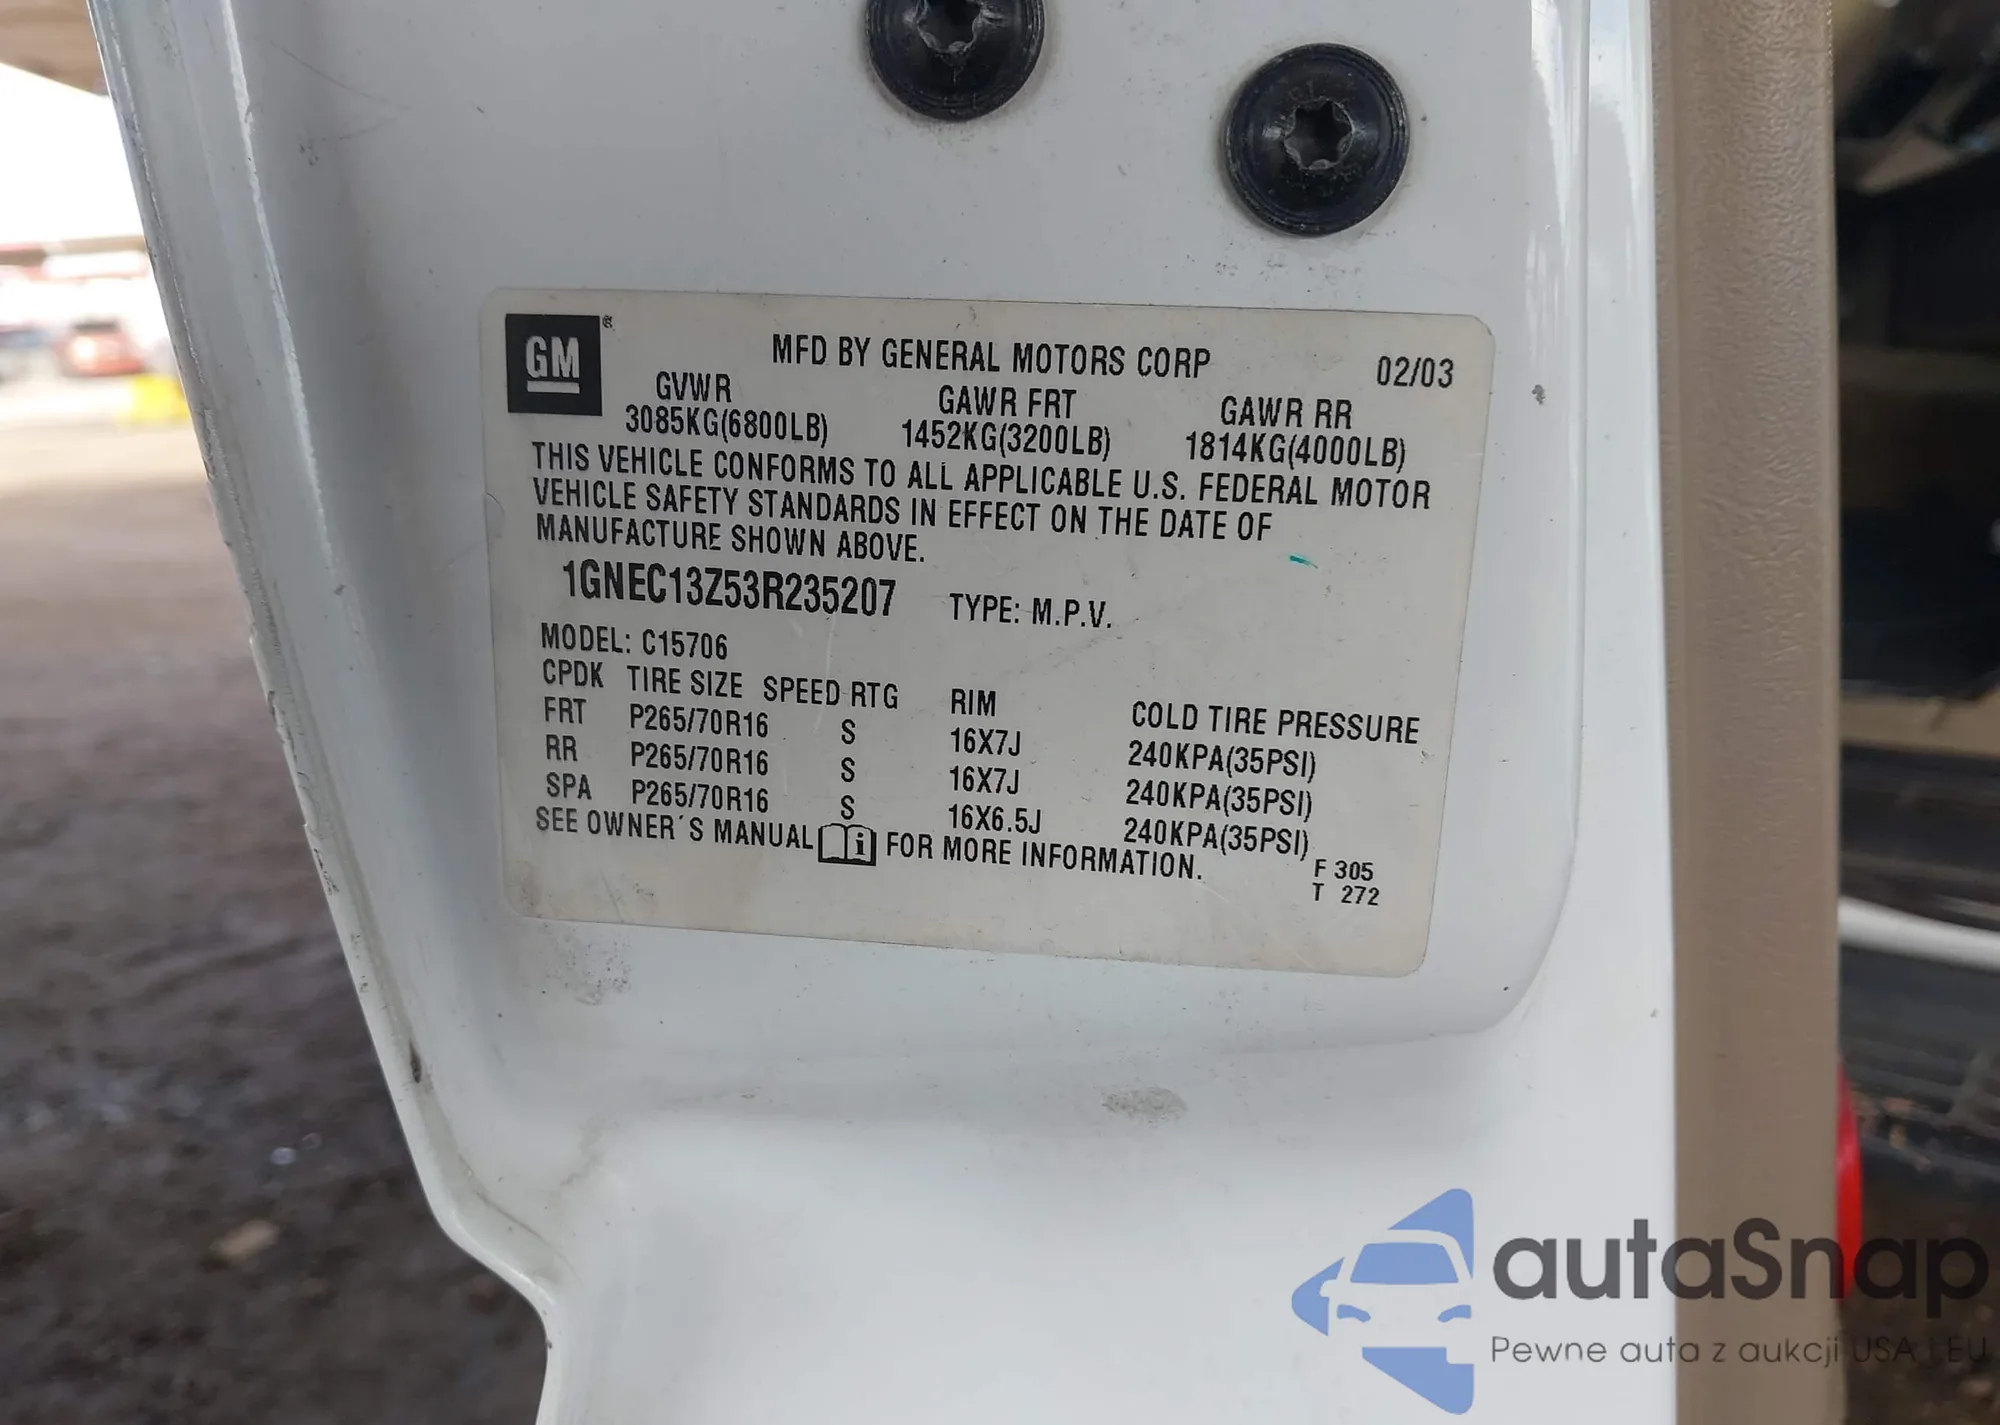 GM
MFD BY GENERAL MOTORS CORP 02/03
GVWR GAWR FRT GAWR RR
3085KG(6800LB) 1452KG(3200LB) 1814KG(4000LB)
THIS VEHICLE CONFORMS TO ALL APPLICABLE U.S. FEDERAL MOTOR
VEHICLE SAFETY STANDARDS IN EFFECT ON THE DATE OF
MANUFACTURE SHOWN ABOVE.
1GNEC13Z53R235207 TYPE: M.P.V.
MODEL: C15706
CPDK TIRE SIZE SPEED RTG RIM COLD TIRE PRESSURE
FRT P265/70R16 S 16X7J 240KPA(35PSI)
RR P265/70R16 S 16X7J 240KPA(35PSI)
SPA P265/70R16 S 16X6.5J 240KPA(35PSI)
SEE OWNER'S MANUAL i FOR MORE INFORMATION.
F 305
T 272
autaSnap
Pewne auta z aukcji USA i EU